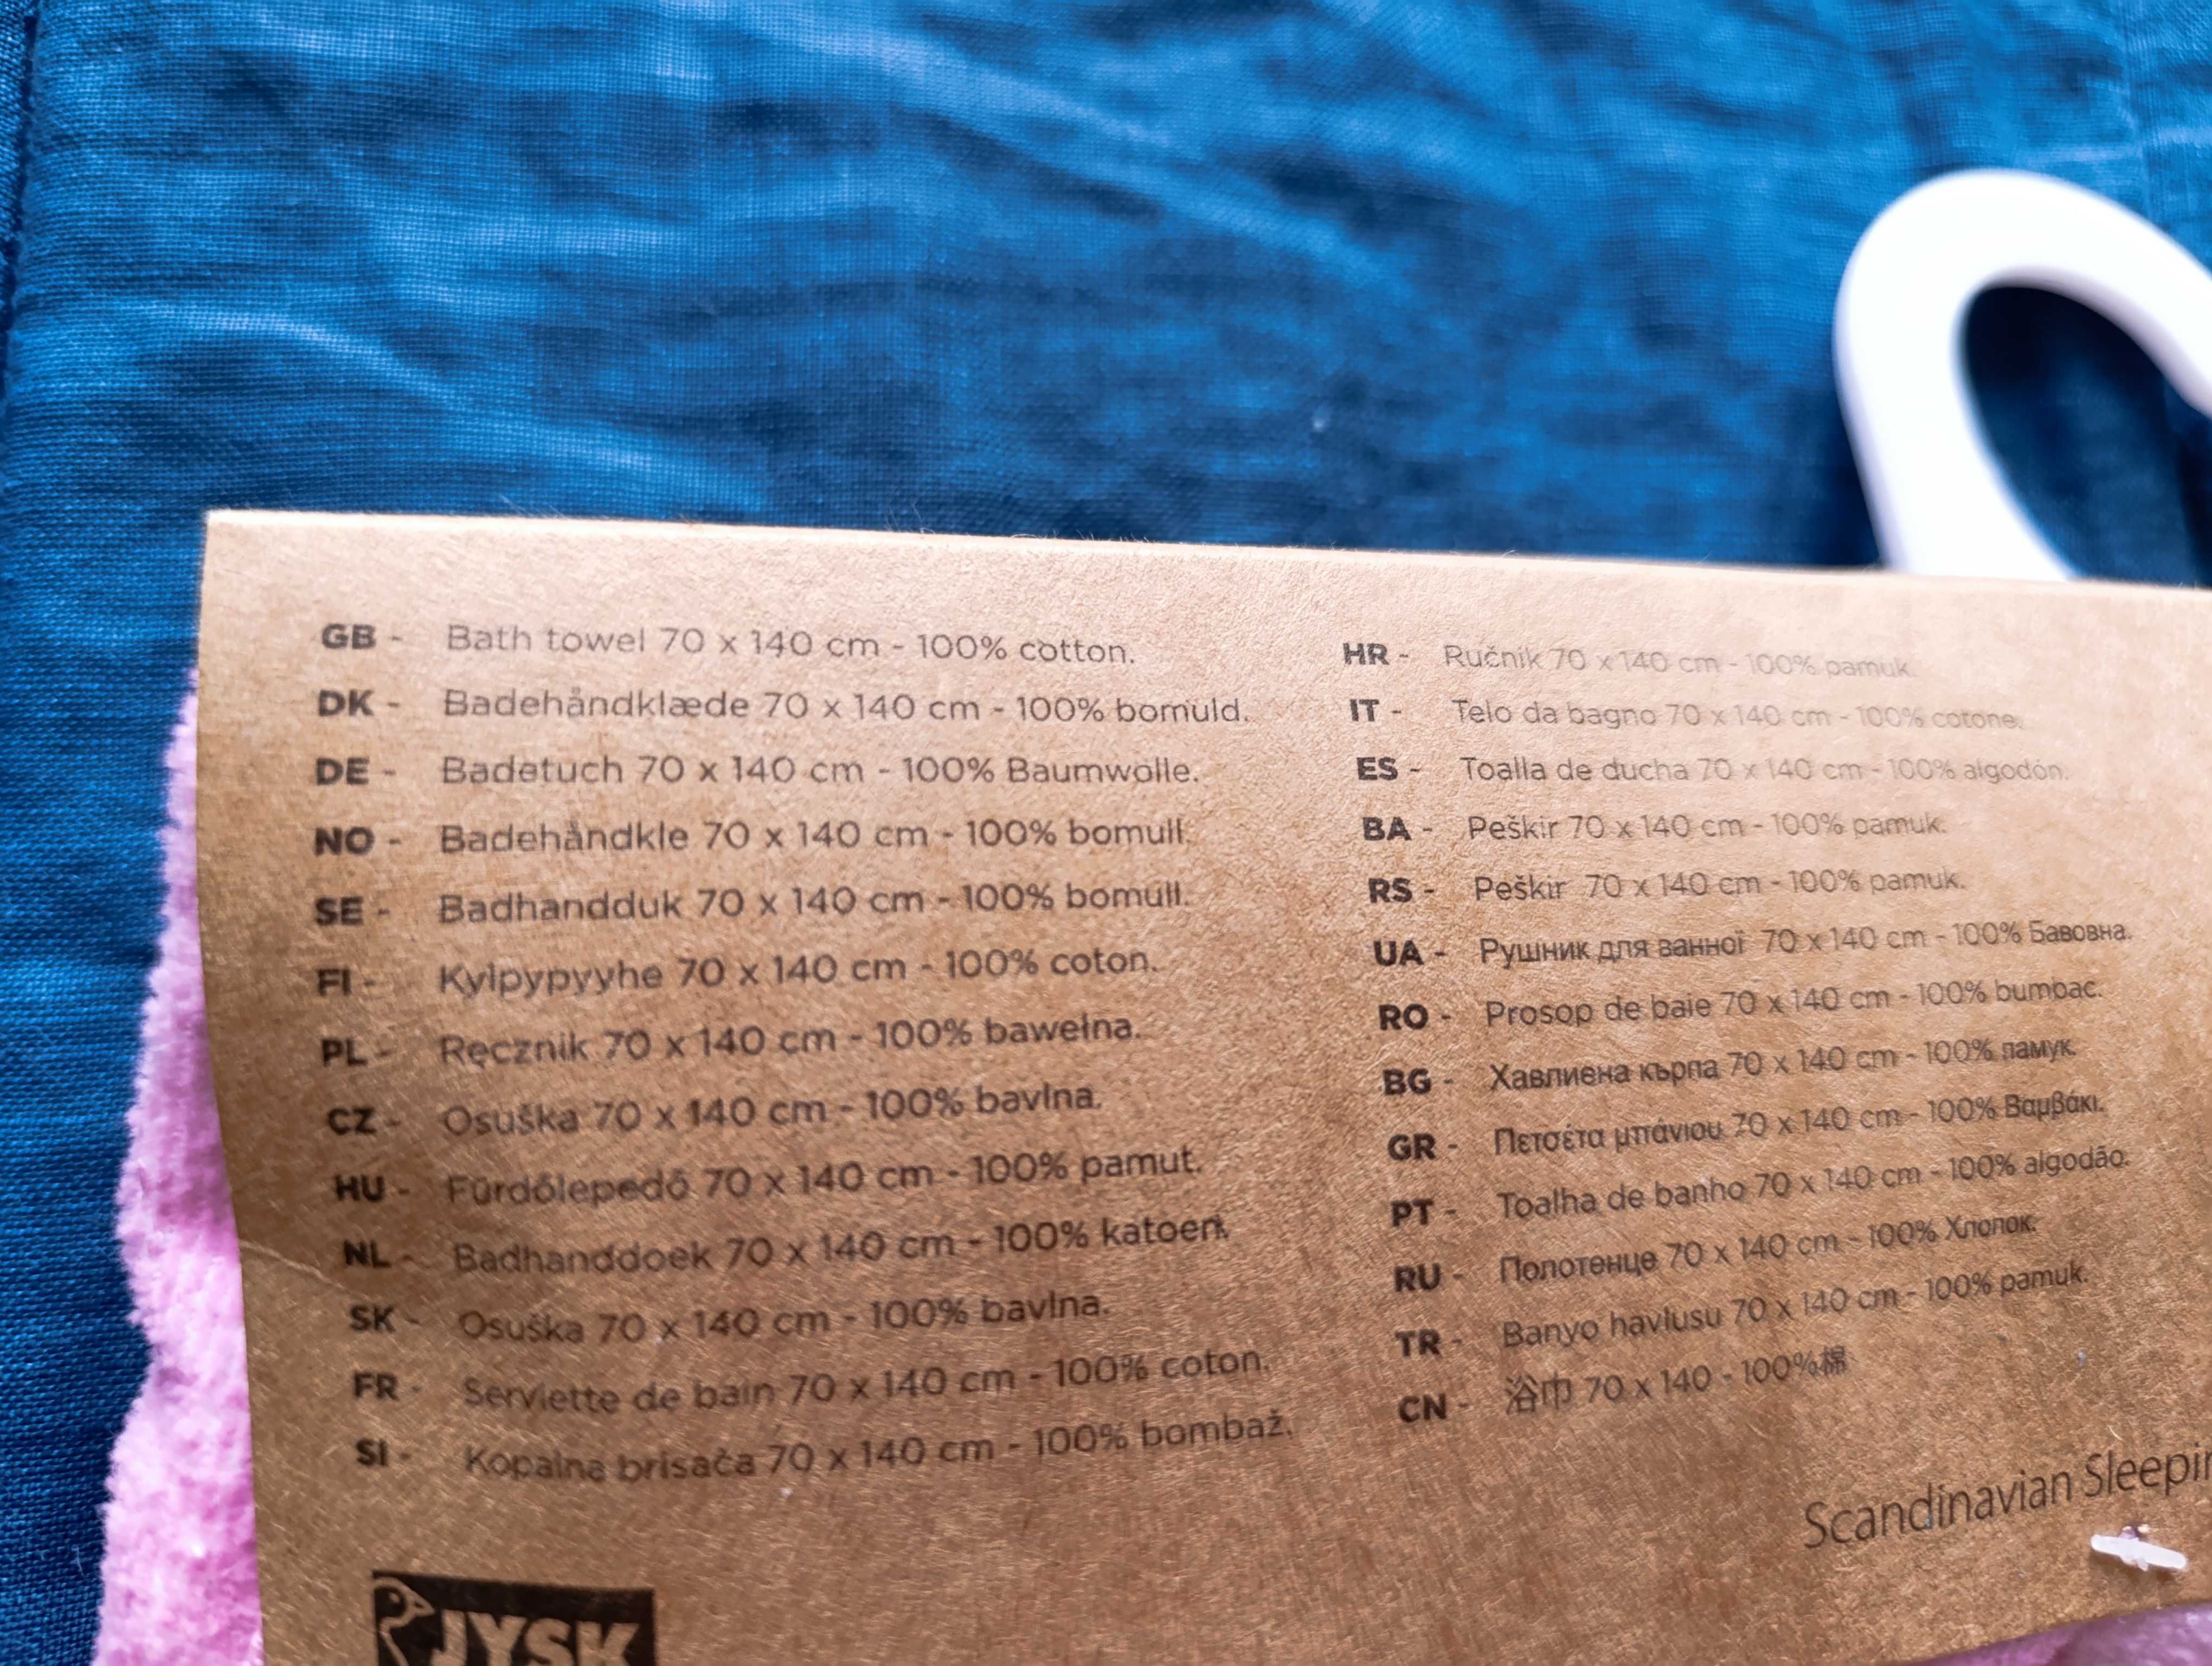 GB - Bath towel 70 x 140 cm - 100% cotton.
DK - Badehåndklæde 70 x 140 cm - 100% bomuld.
DE - Badetuch 70 x 140 cm - 100% Baumwolle.
NO - Badehåndkle 70 x 140 cm - 100% bomull.
SE - Badhandduk 70 x 140 cm - 100% bomull.
FI - Kylpypyyhe 70 x 140 cm - 100% coton.
PL - Ręcznik 70 x 140 cm - 100% bawełna.
CZ - Osuška 70 x 140 cm - 100% bavlna.
HU - Fürdőlepedő 70 x 140 cm - 100% pamut.
NL - Badhanddoek 70 x 140 cm - 100% katoen.
SK - Osuška 70 x 140 cm - 100% bavlna.
FR - Serviette de bain 70 x 140 cm - 100% coton.
SI - Kopalna brisača 70 x 140 cm - 100% bombaž.
HR - Ručnik 70 x 140 cm - 100% pamuk.
IT - Telo da bagno 70 x 140 cm - 100% cotone.
ES - Toalla de ducha 70 x 140 cm - 100% algodón.
BA - Peškir 70 x 140 cm - 100% pamuk.
RS - Peškir 70 x 140 cm - 100% pamuk.
UA - Рушник для ванної 70 x 140 cm - 100% Бавовна.
RO - Prosop de baie 70 x 140 cm - 100% bumbac.
BG - Хавлиена кърпа 70 x 140 cm - 100% памук.
GR - Πετσέτα μπάνιου 70 x 140 cm - 100% Βαμβάκι.
PT - Toalha de banho 70 x 140 cm - 100% algodão.
RU - Полотенце 70 x 140 cm - 100% Хлопок.
TR - Banyo havlusu 70 x 140 cm - 100% pamuk.
CN - 浴巾 70 x 140 - 100%棉
Scandinavian Sleepin
JYSK